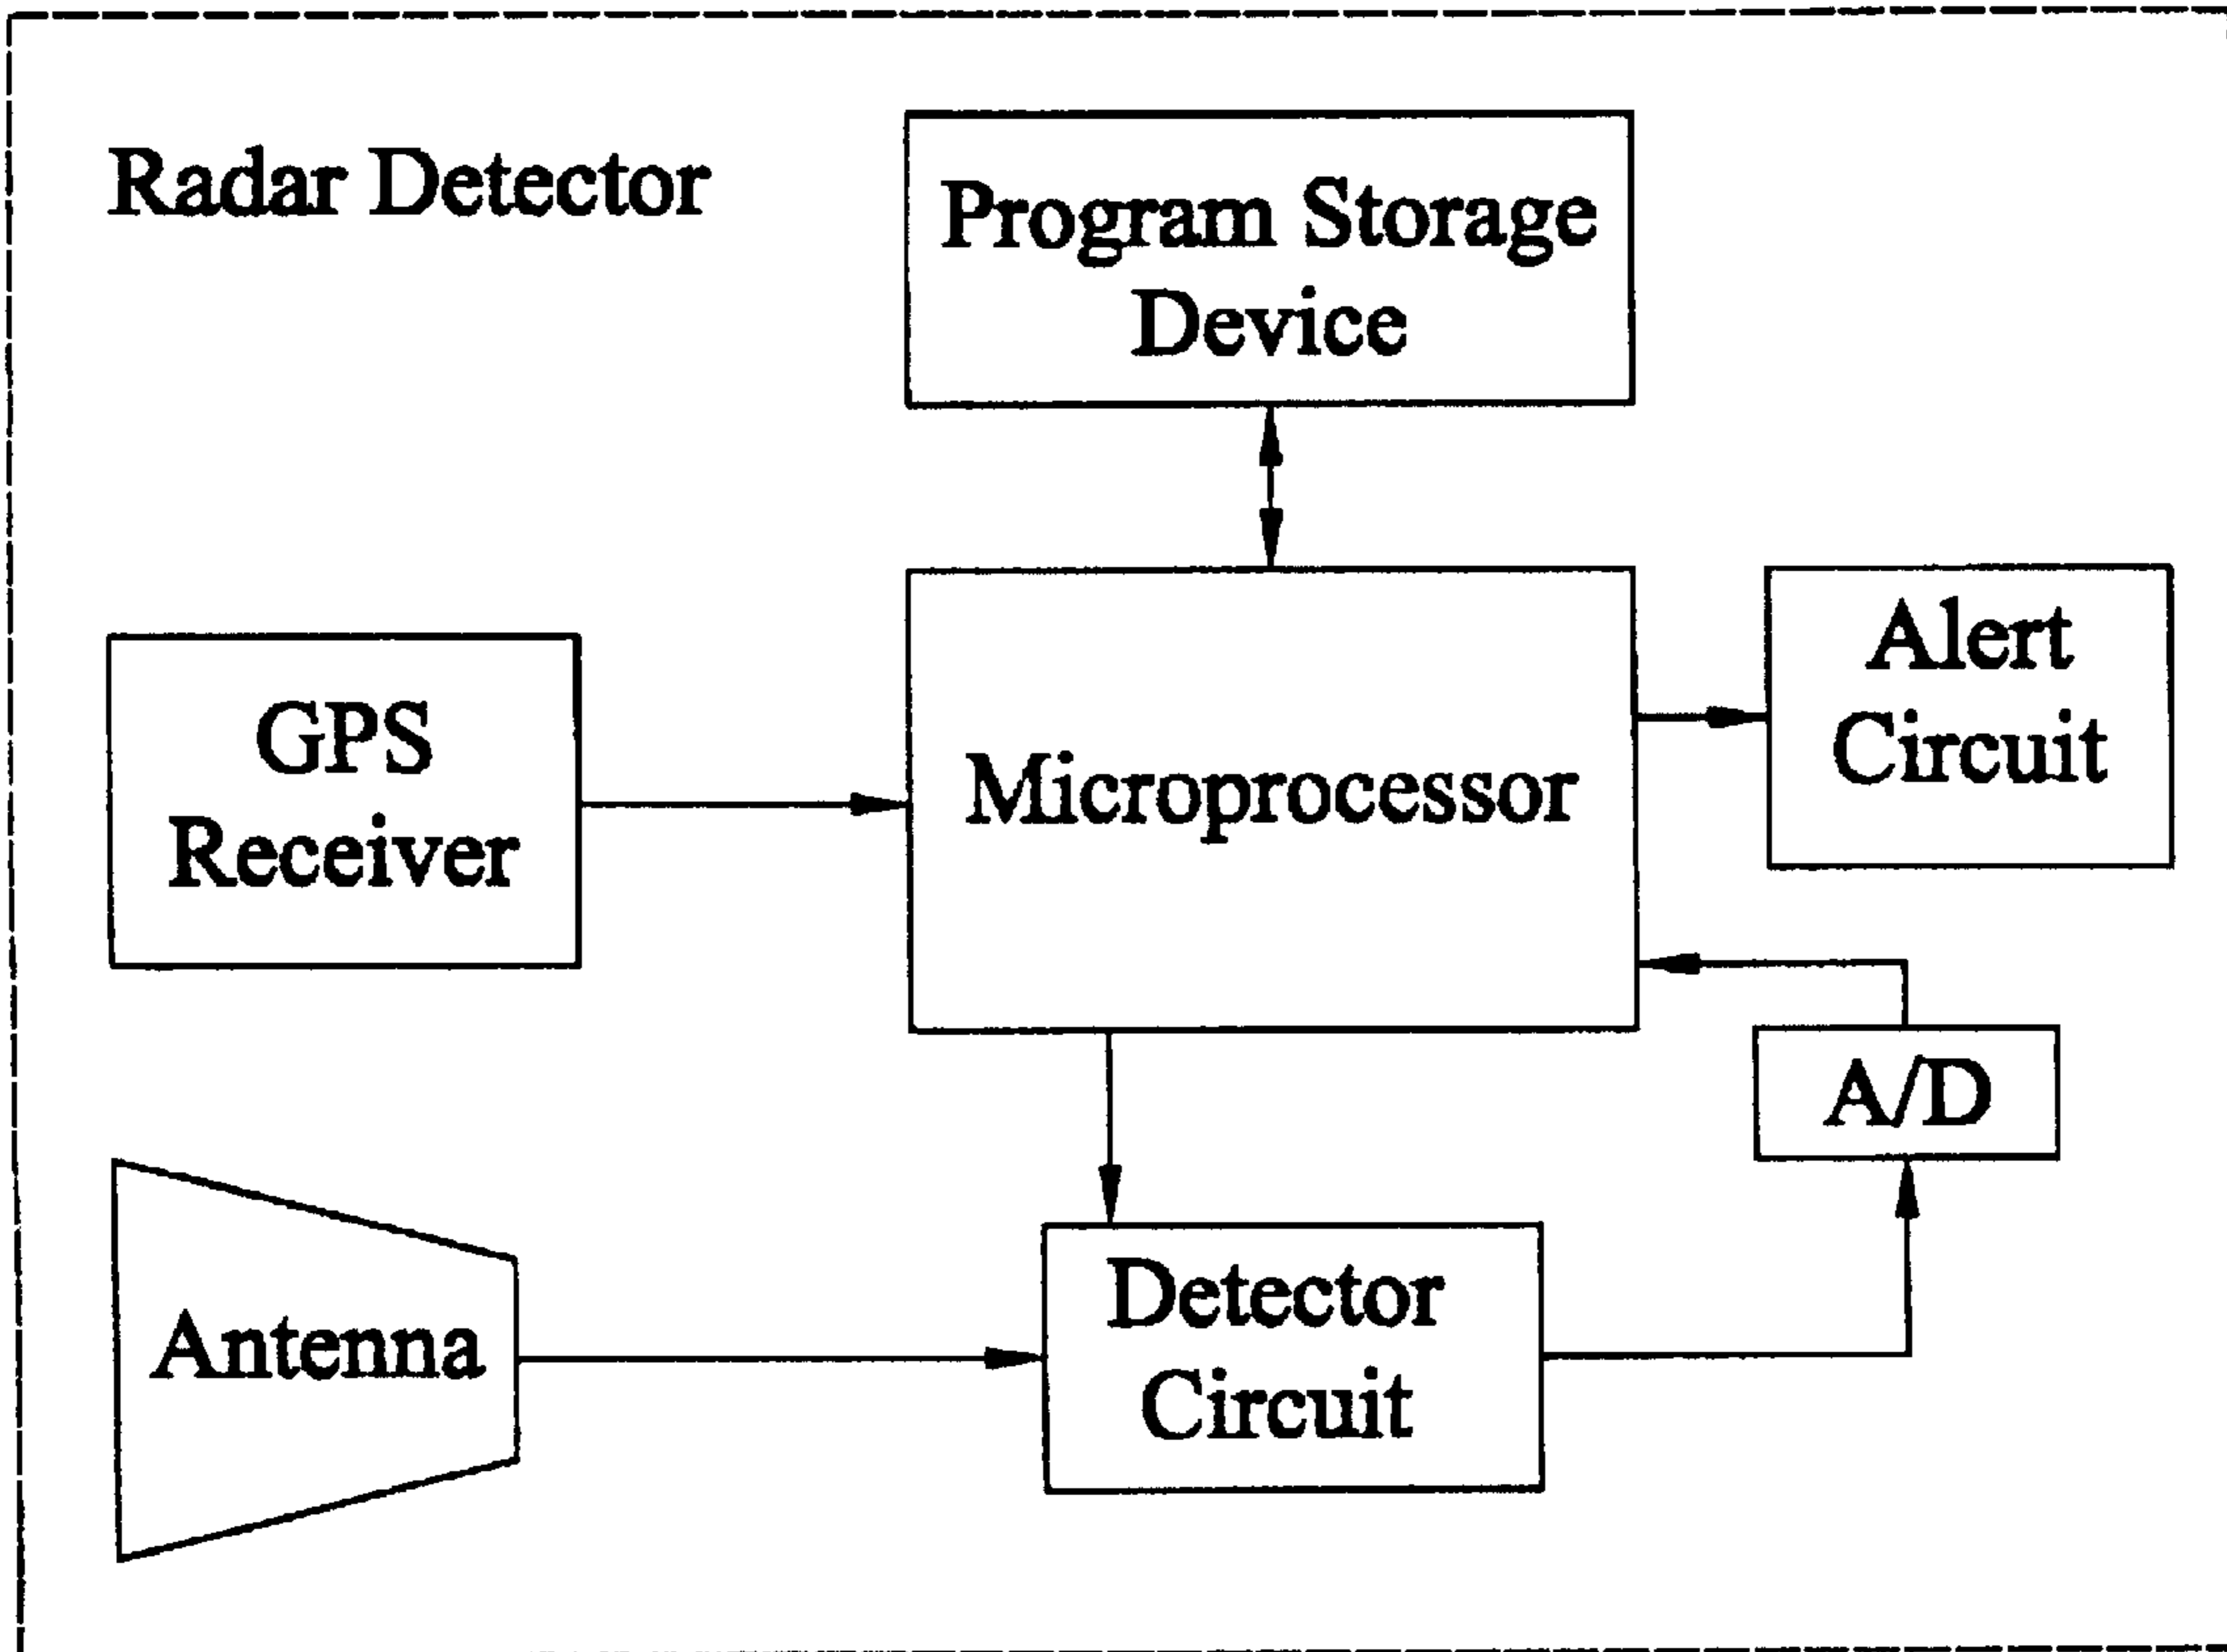 Radar Detector
Program Storage
Device
GPS
Receiver
Microprocessor
Alert
Circuit
A/D
Antenna
Detector
Circuit